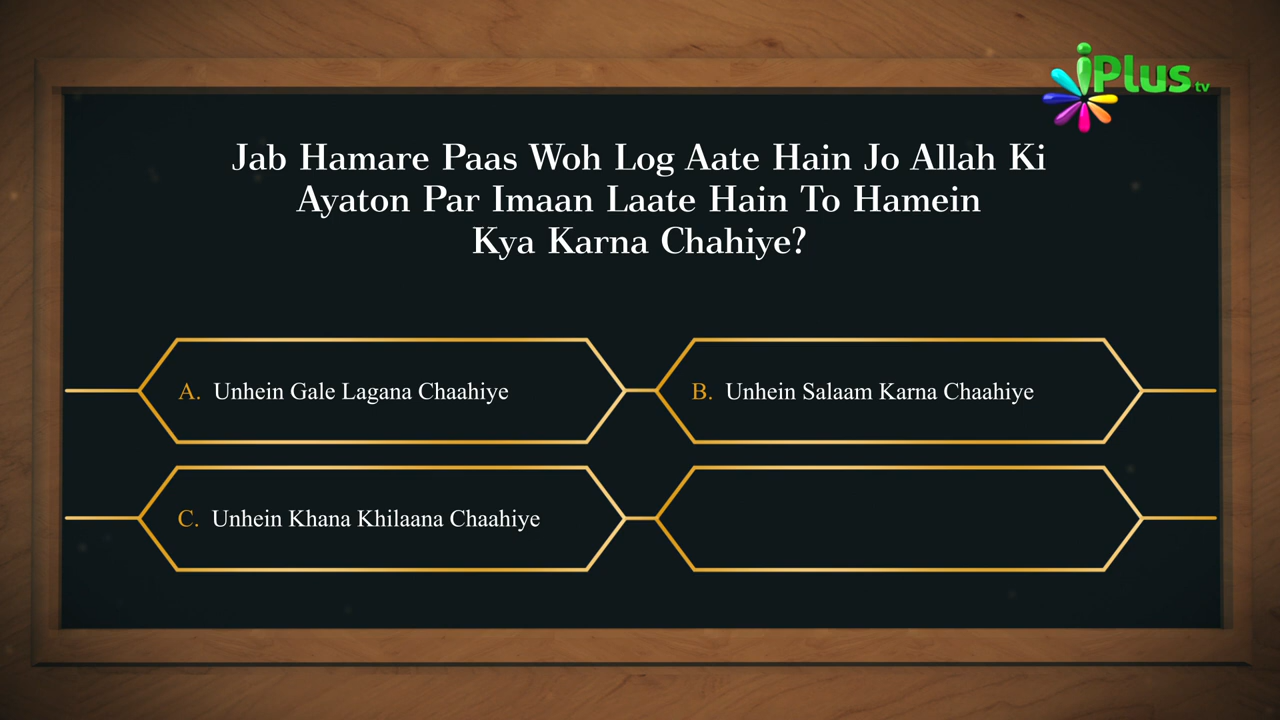 iPlus tv
Jab Hamare Paas Woh Log Aate Hain Jo Allah Ki
Ayaton Par Imaan Laate Hain To Hamein
Kya Karna Chahiye?
A. Unhein Gale Lagana Chaahiye
B. Unhein Salaam Karna Chaahiye
C. Unhein Khana Khilaana Chaahiye